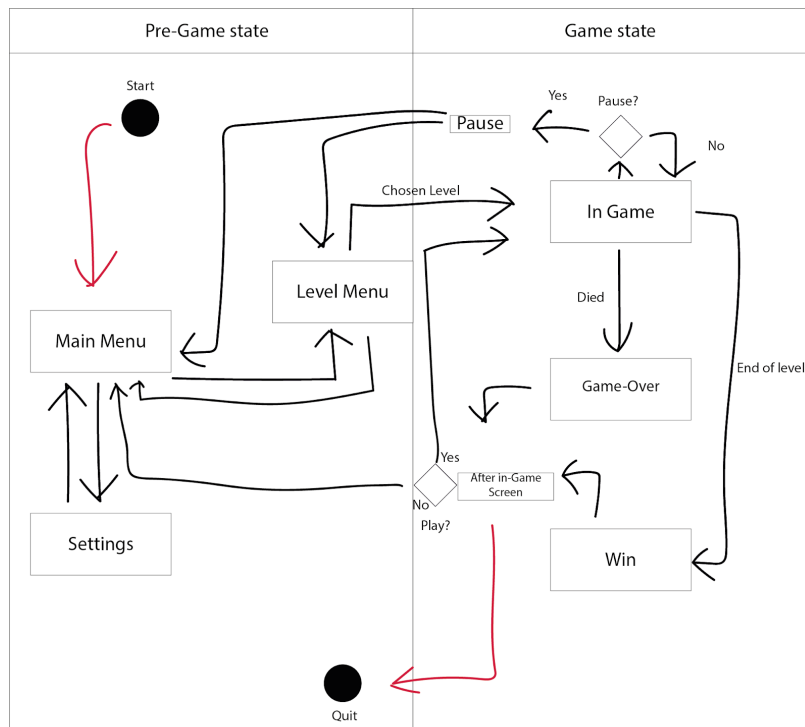 Pre-Game state
Game state
Start
Yes
Pause?
Pause
No
Chosen Level
In Game
Level Menu
Died
Main Menu
End of level
Game-Over
Yes
After in-Game
Screen
No
Play?
Settings
Win
Quit